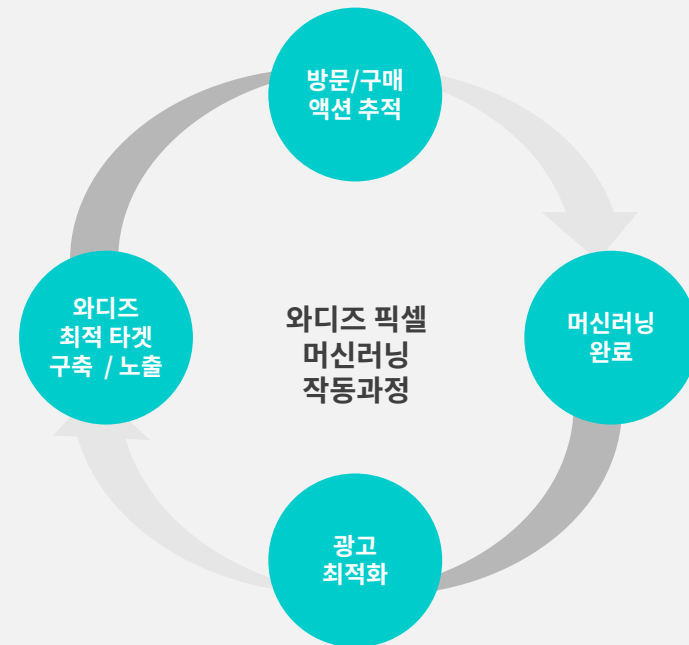 방문/구매
액션 추적
와디즈
최적 타겟
구축 / 노출
와디즈 픽셀
머신러닝
작동과정
머신러닝
완료
광고
최적화